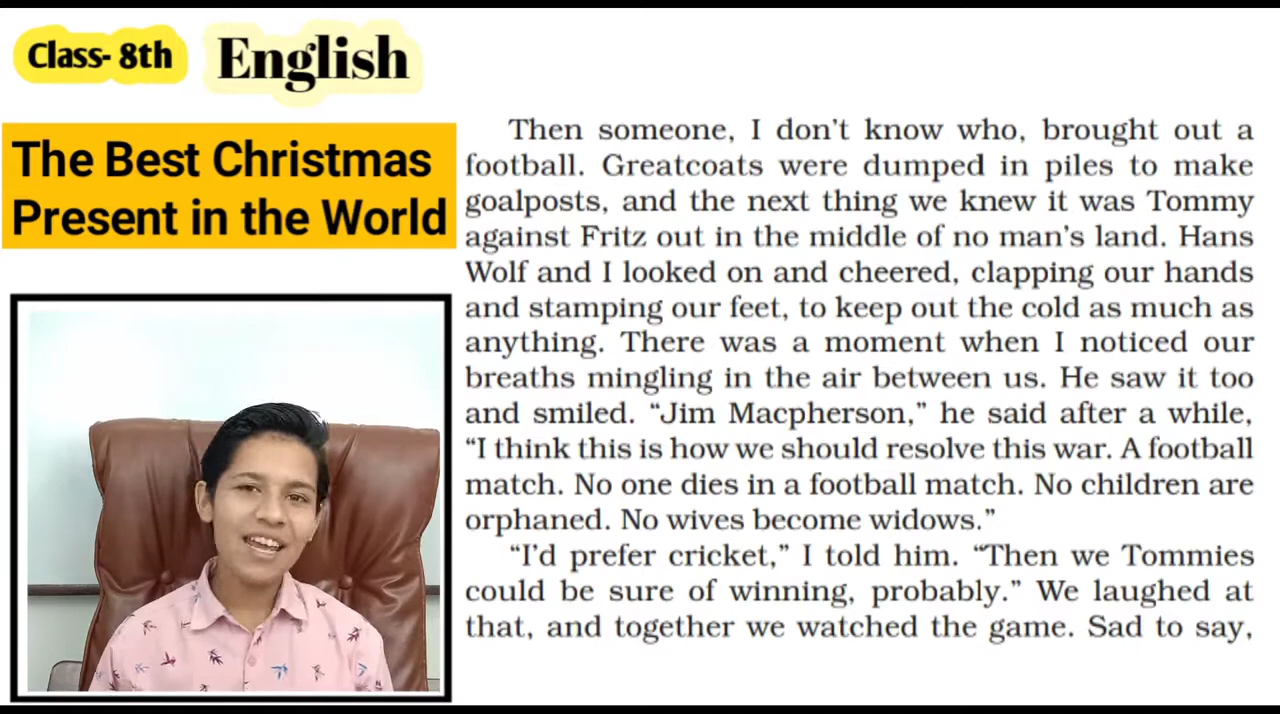 Class- 8th
English
The Best Christmas
Present in the World
Then someone, I don’t know who, brought out a
football. Greatcoats were dumped in piles to make
goalposts, and the next thing we knew it was Tommy
against Fritz out in the middle of no man’s land. Hans
Wolf and I looked on and cheered, clapping our hands
and stamping our feet, to keep out the cold as much as
anything. There was a moment when I noticed our
breaths mingling in the air between us. He saw it too
and smiled. “Jim Macpherson,” he said after a while,
“I think this is how we should resolve this war. A football
match. No one dies in a football match. No children are
orphaned. No wives become widows.”
“I’d prefer cricket,” I told him. “Then we Tommies
could be sure of winning, probably.” We laughed at
that, and together we watched the game. Sad to say,